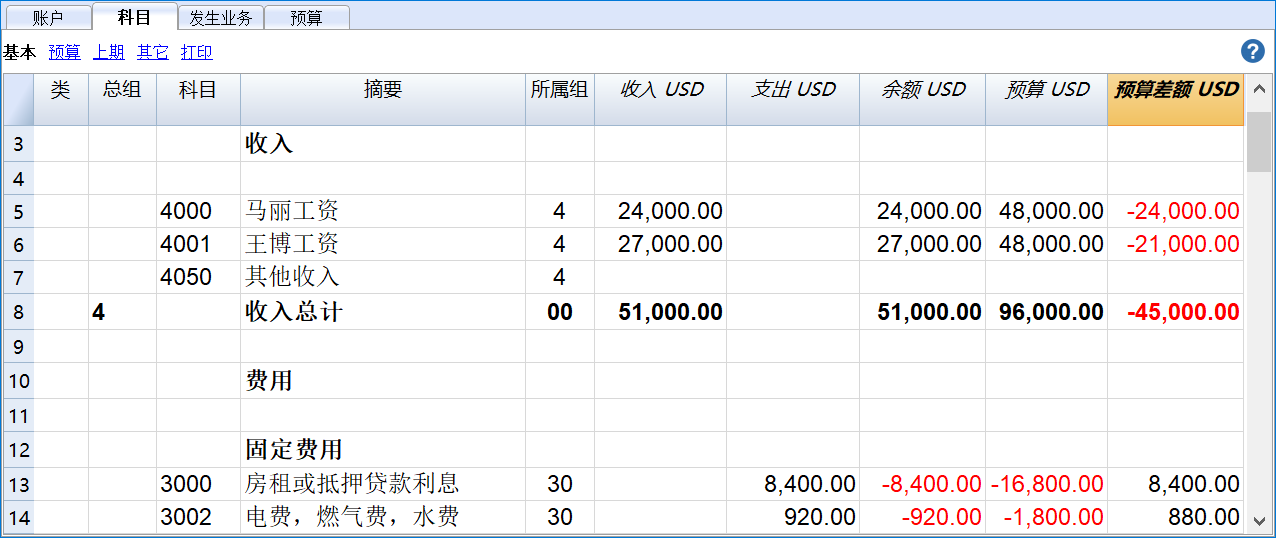 账户 科目 发生业务 预算
基本 预算 上期 其它 打印 ?
类 总组 科目 摘要 所属组 收入 USD 支出 USD 余额 USD 预算 USD 预算差额 USD
3 收入
4
5 4000 马丽工资 4 24,000.00 24,000.00 48,000.00 -24,000.00
6 4001 王博工资 4 27,000.00 27,000.00 48,000.00 -21,000.00
7 4050 其他收入 4
8 4 收入总计 00 51,000.00 51,000.00 96,000.00 -45,000.00
9
10 费用
11
12 固定费用
13 3000 房租或抵押贷款利息 30 8,400.00 -8,400.00 -16,800.00 8,400.00
14 3002 电费，燃气费，水费 30 920.00 -920.00 -1,800.00 880.00